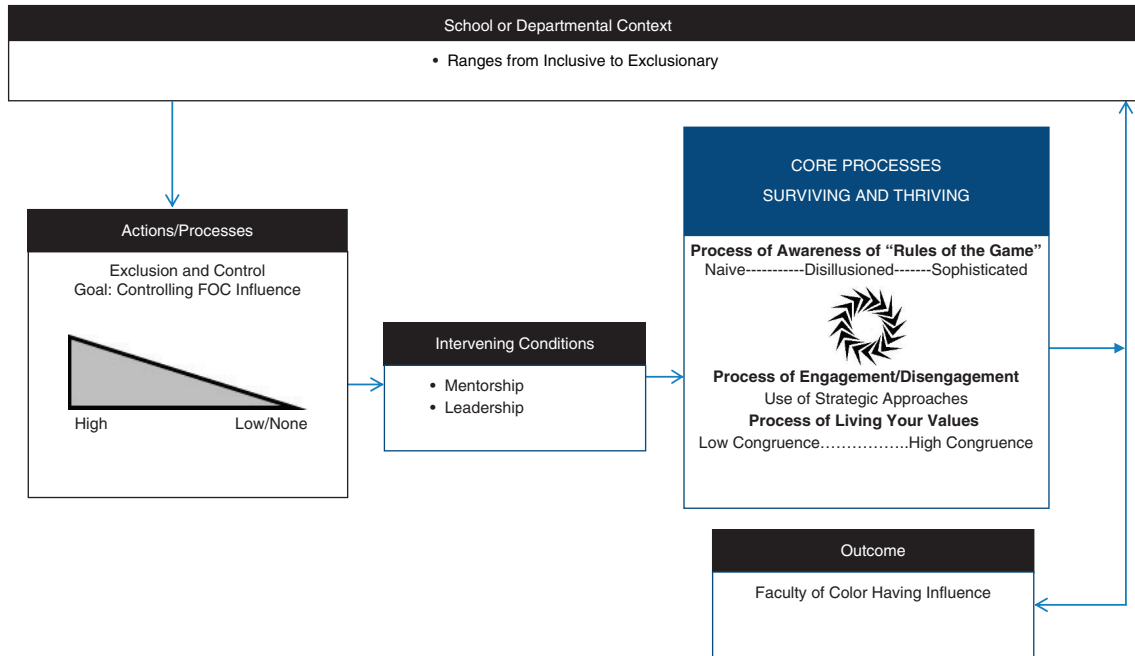 School or Departmental Context
• Ranges from Inclusive to Exclusionary
Actions/Processes
Exclusion and Control
Goal: Controlling FOC Influence
High
Low/None
Intervening Conditions
• Mentorship
• Leadership
CORE PROCESSES
SURVIVING AND THRIVING
Process of Awareness of “Rules of the Game”
Naive-----------Disillusioned-------Sophisticated
Process of Engagement/Disengagement
Use of Strategic Approaches
Process of Living Your Values
Low Congruence……………..High Congruence
Outcome
Faculty of Color Having Influence